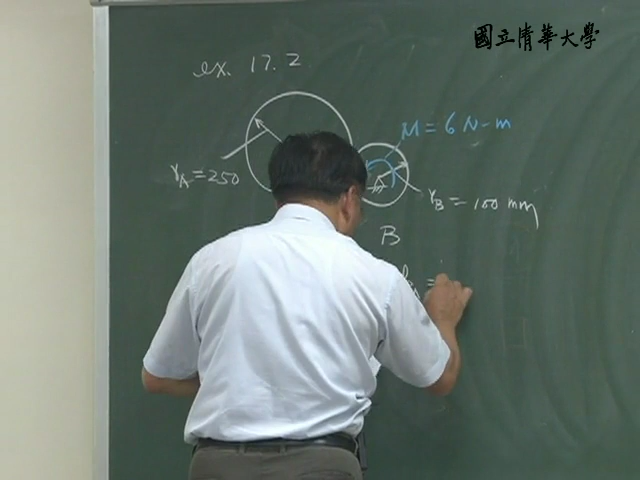 國立清華大學
ex. 17.2
M = 6 N-m
r_A = 250
r_B = 100 mm
B